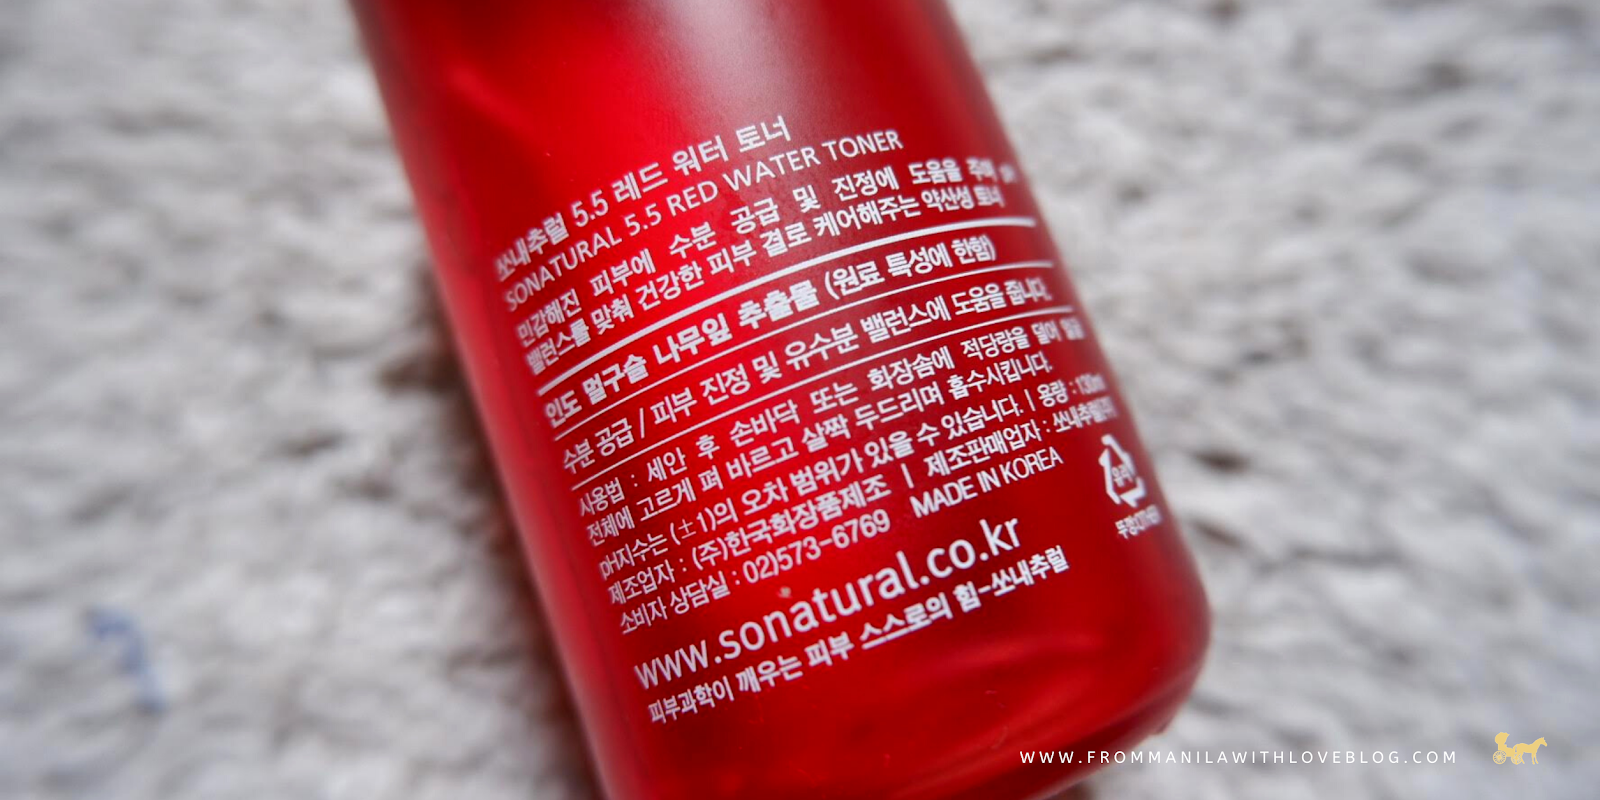 쏘내추럴 5.5 레드 워터 토너
SONATURAL 5.5 RED WATER TONER
민감해진 피부에 수분 공급 및 진정에 도움을 주며 pH
밸런스를 맞춰 건강한 피부 결로 케어해주는 약산성 토너
인도 멀구슬 나무잎 추출물 (원료 특성에 한함)
수분 공급 / 피부 진정 및 유수분 밸런스에 도움을 줍니다.
사용법 : 세안 후 손바닥 또는 화장솜에 적당량을 덜어 얼굴
전체에 고르게 펴 바르고 살짝 두드리며 흡수시킵니다.
pH지수는 (±1)의 오차 범위가 있을 수 있습니다. | 용량 : 130ml
제조업자 : (주)한국화장품제조 | 제조판매업자 : 쏘내추럴(주)
소비자 상담실 : 02)573-6769 MADE IN KOREA
유리
www.sonatural.co.kr
피부과학이 깨우는 피부 스스로의 힘-쏘내추럴
WWW.FROMMANILAWITHLOVEBLOG.COM